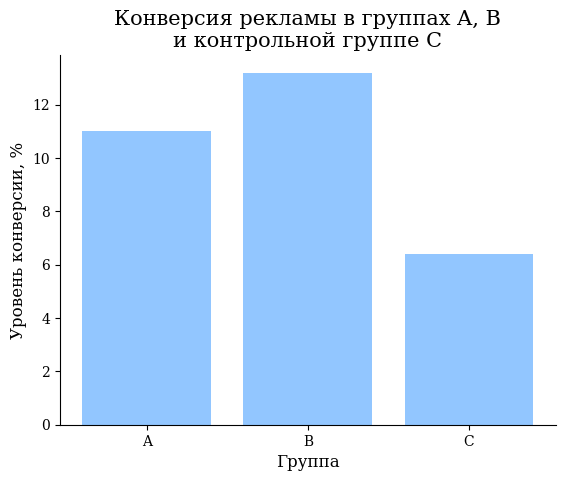 Конверсия рекламы в группах A, B
и контрольной группе C
Уровень конверсии, %
12
10
8
6
4
2
0
A
B
C
Группа